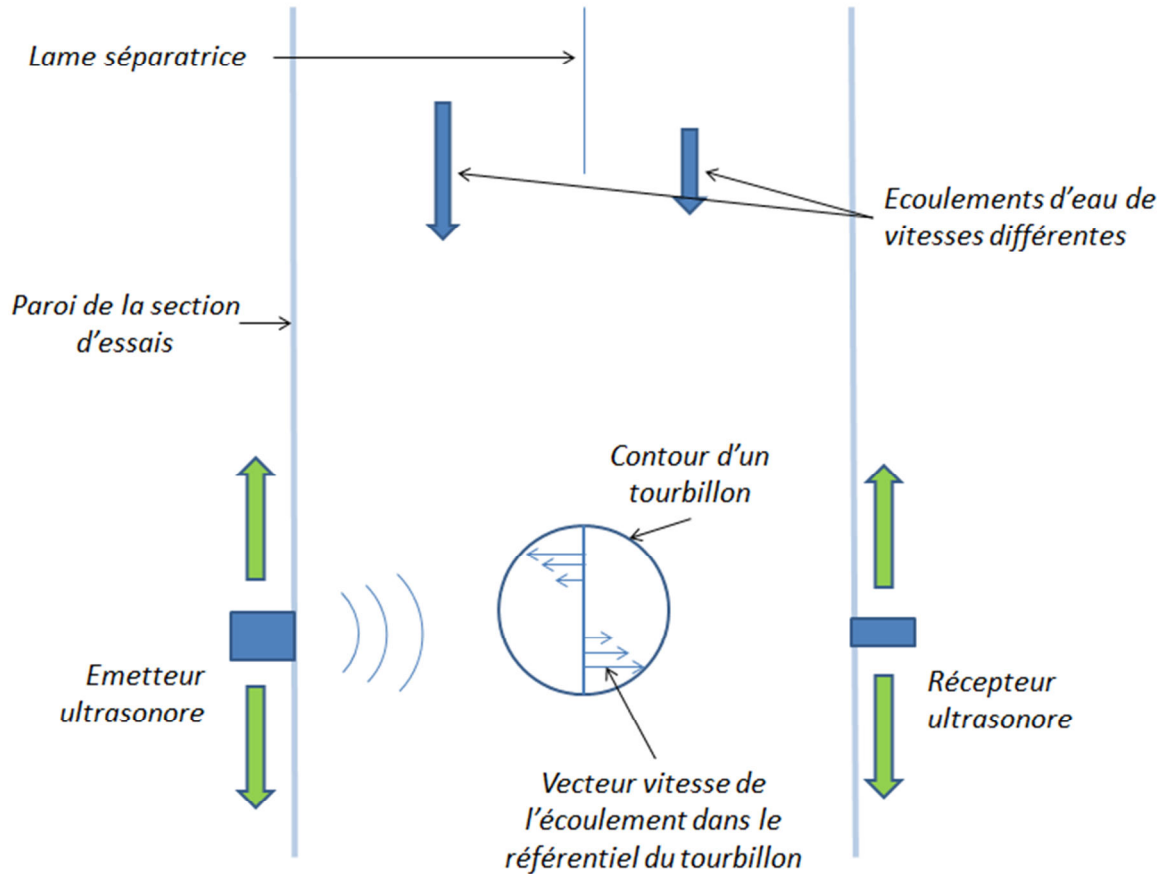 Lame séparatrice
Ecoulements d'eau de
vitesses différentes
Paroi de la section
d'essais
Contour d'un
tourbillon
Emetteur
ultrasonore
Récepteur
ultrasonore
Vecteur vitesse de
l'écoulement dans le
référentiel du tourbillon